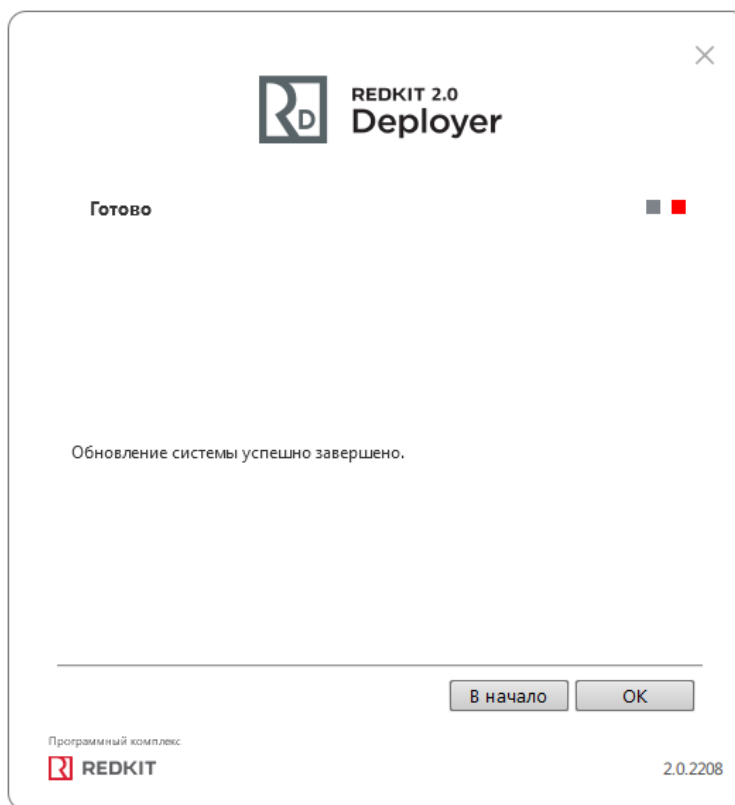 REDKIT 2.0
Deployer
Готово
Обновление системы успешно завершено.
В начало
OK
Программный комплекс
REDKIT
2.0.2208